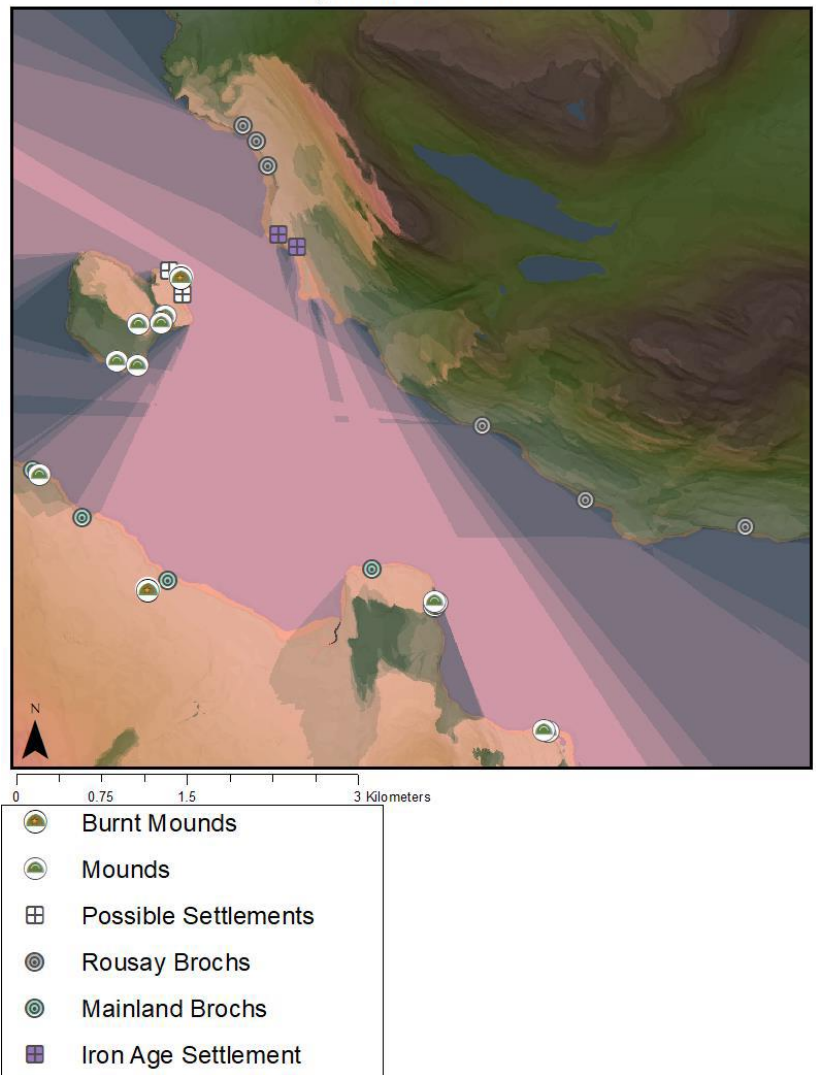 N
0 0.75 1.5 3 Kilometers
Burnt Mounds
Mounds
Possible Settlements
Rousay Brochs
Mainland Brochs
Iron Age Settlement